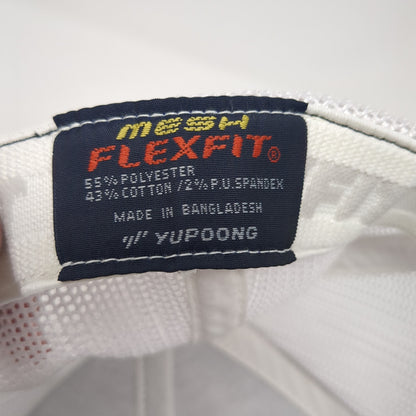 MESH
FLEXFIT®
55% POLYESTER
43% COTTON / 2% P.U.SPANDEX
MADE IN BANGLADESH
YUPOONG